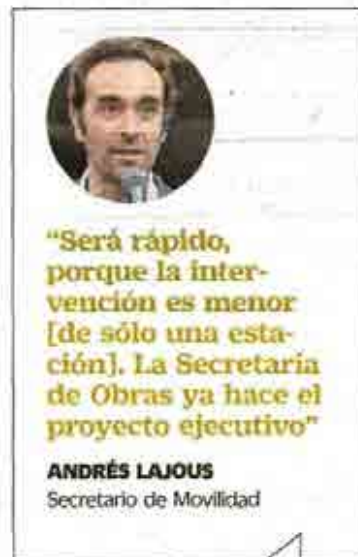 "Será rápido,
porque la inter-
vención es menor
[de sólo una esta-
ción]. La Secretaría
de Obras ya hace el
proyecto ejecutivo"
ANDRÉS LAJOUS
Secretario de Movilidad